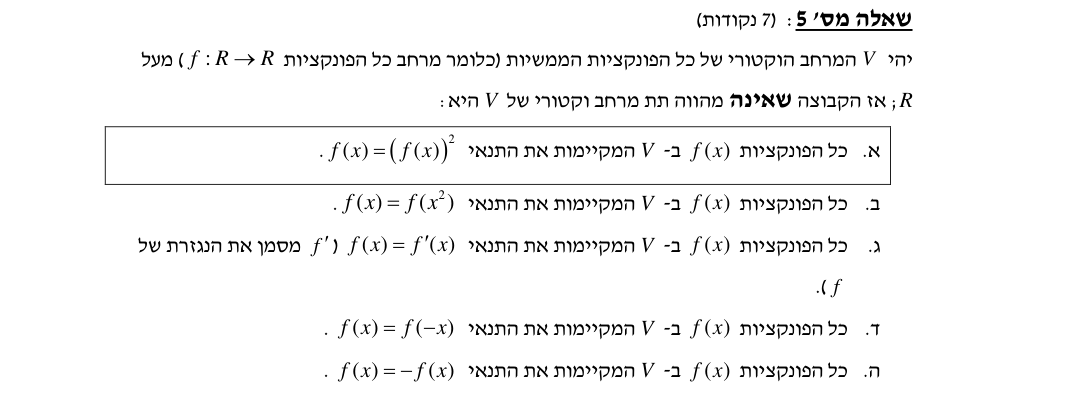 שאלה מס' 5 : (7 נקודות)
יהי V המרחב הוקטורי של כל הפונקציות הממשיות (כלומר מרחב כל הפונקציות f : R → R ) מעל
R ; אז הקבוצה שאינה מהווה תת מרחב וקטורי של V היא :
א. כל הפונקציות f(x) ב- V המקיימות את התנאי f(x) = (f(x))² .
ב. כל הפונקציות f(x) ב- V המקיימות את התנאי f(x) = f(x²) .
ג. כל הפונקציות f(x) ב- V המקיימות את התנאי f(x) = f′(x) ( f′ מסמן את הנגזרת של
f ).
ד. כל הפונקציות f(x) ב- V המקיימות את התנאי f(x) = f(−x) .
ה. כל הפונקציות f(x) ב- V המקיימות את התנאי f(x) = −f(x) .